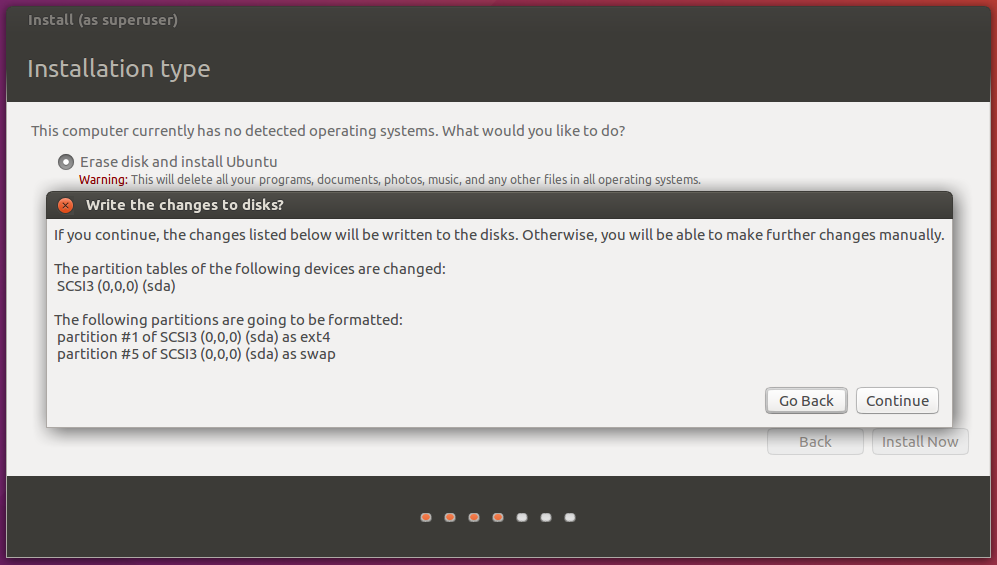 Install (as superuser)
Installation type
This computer currently has no detected operating systems. What would you like to do?
Erase disk and install Ubuntu
Warning: This will delete all your programs, documents, photos, music, and any other files in all operating systems.
Write the changes to disks?
If you continue, the changes listed below will be written to the disks. Otherwise, you will be able to make further changes manually.
The partition tables of the following devices are changed:
SCSI3 (0,0,0) (sda)
The following partitions are going to be formatted:
partition #1 of SCSI3 (0,0,0) (sda) as ext4
partition #5 of SCSI3 (0,0,0) (sda) as swap
Go Back Continue
Back Install Now